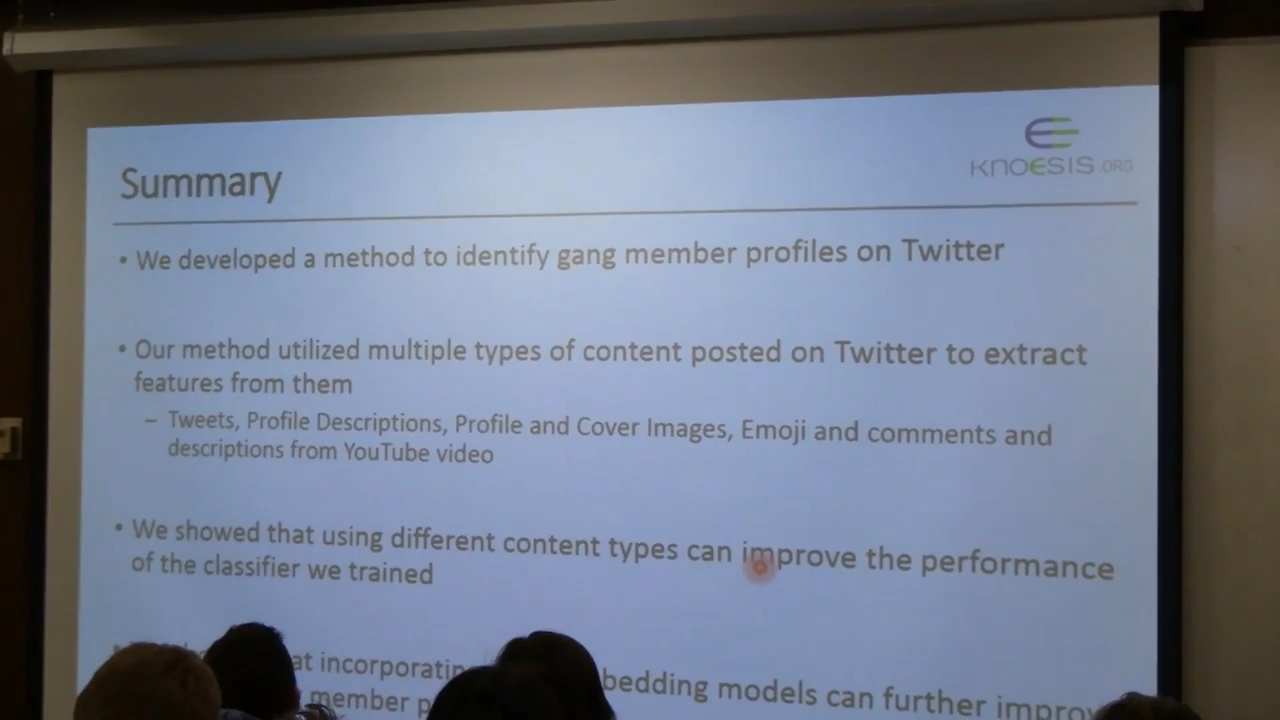 KNOESIS.ORG
Summary
• We developed a method to identify gang member profiles on Twitter
• Our method utilized multiple types of content posted on Twitter to extract
features from them
– Tweets, Profile Descriptions, Profile and Cover Images, Emoji and comments and
descriptions from YouTube video
• We showed that using different content types can improve the performance
of the classifier we trained
at incorporating bedding models can further improv
member p